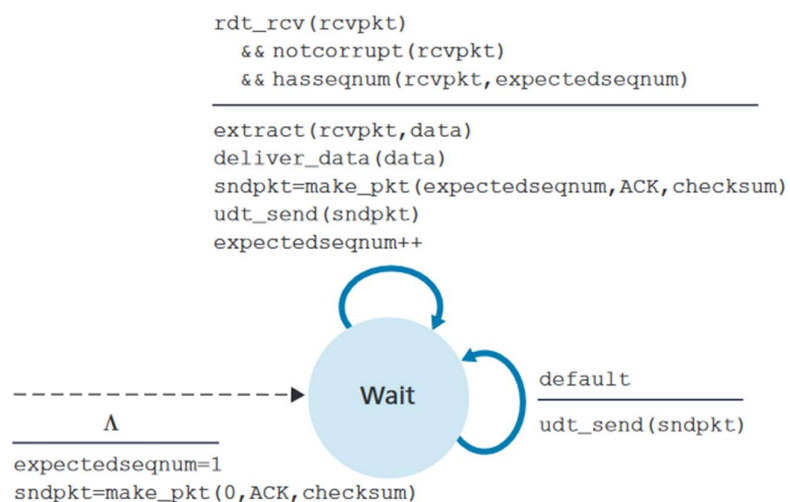 rdt_rcv(rcvpkt)
&& notcorrupt(rcvpkt)
&& hasseqnum(rcvpkt,expectedseqnum)
extract(rcvpkt,data)
deliver_data(data)
sndpkt=make_pkt(expectedseqnum,ACK,checksum)
udt_send(sndpkt)
expectedseqnum++
Wait
default
udt_send(sndpkt)
Λ
expectedseqnum=1
sndpkt=make_pkt(0,ACK,checksum)